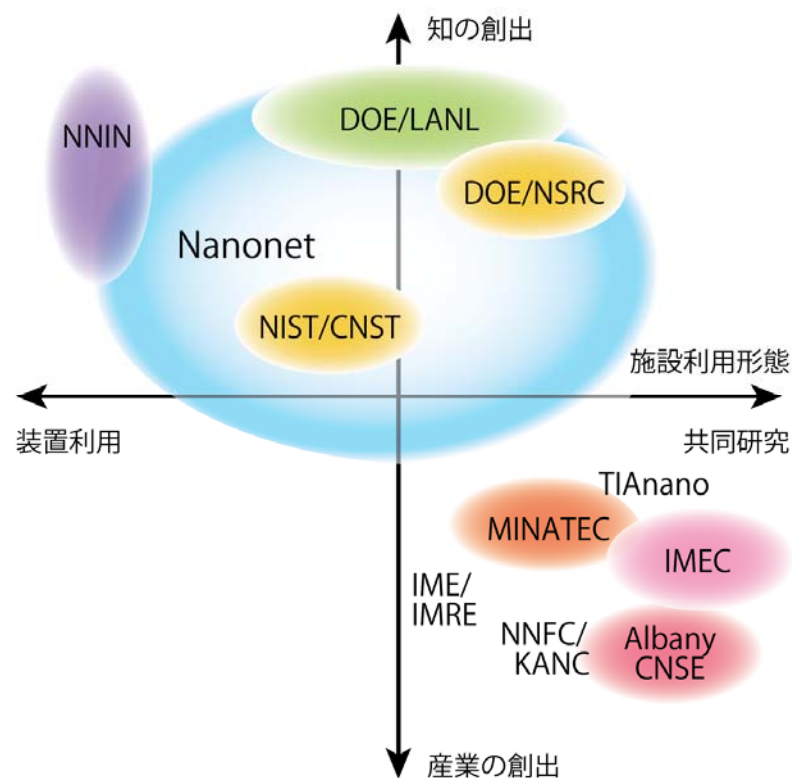 知の創出
DOE/LANL
NNIN
DOE/NSRC
Nanonet
NIST/CNST
施設利用形態
装置利用
共同研究
TIAnano
MINATEC
IMEC
IME/
IMRE
NNFC/
KANC
Albany
CNSE
産業の創出